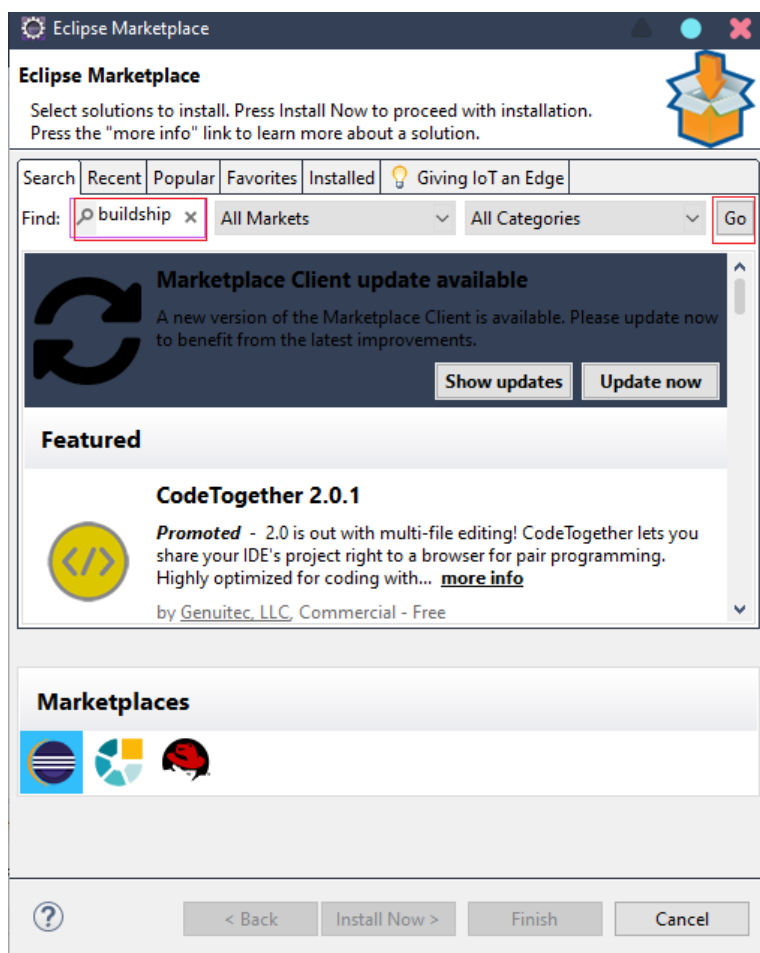 Eclipse Marketplace
Eclipse Marketplace
Select solutions to install. Press Install Now to proceed with installation.
Press the "more info" link to learn more about a solution.
Search Recent Popular Favorites Installed Giving IoT an Edge
Find: buildship All Markets All Categories Go
Marketplace Client update available
A new version of the Marketplace Client is available. Please update now
to benefit from the latest improvements.
Show updates Update now
Featured
CodeTogether 2.0.1
Promoted - 2.0 is out with multi-file editing! CodeTogether lets you
share your IDE's project right to a browser for pair programming.
Highly optimized for coding with... more info
by Genuitec, LLC, Commercial - Free
Marketplaces
< Back Install Now > Finish Cancel